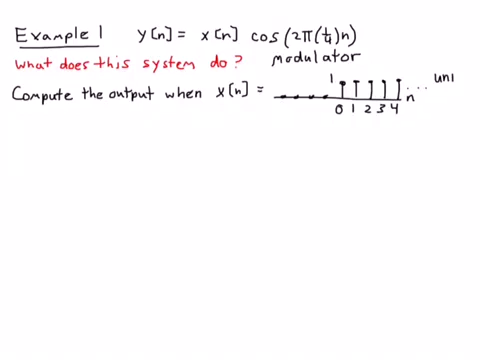 Example 1 y[n] = x[n] cos(2π(¼)n)
What does this system do? modulator
Compute the output when x[n] = 1 n ... uni
0 1 2 3 4